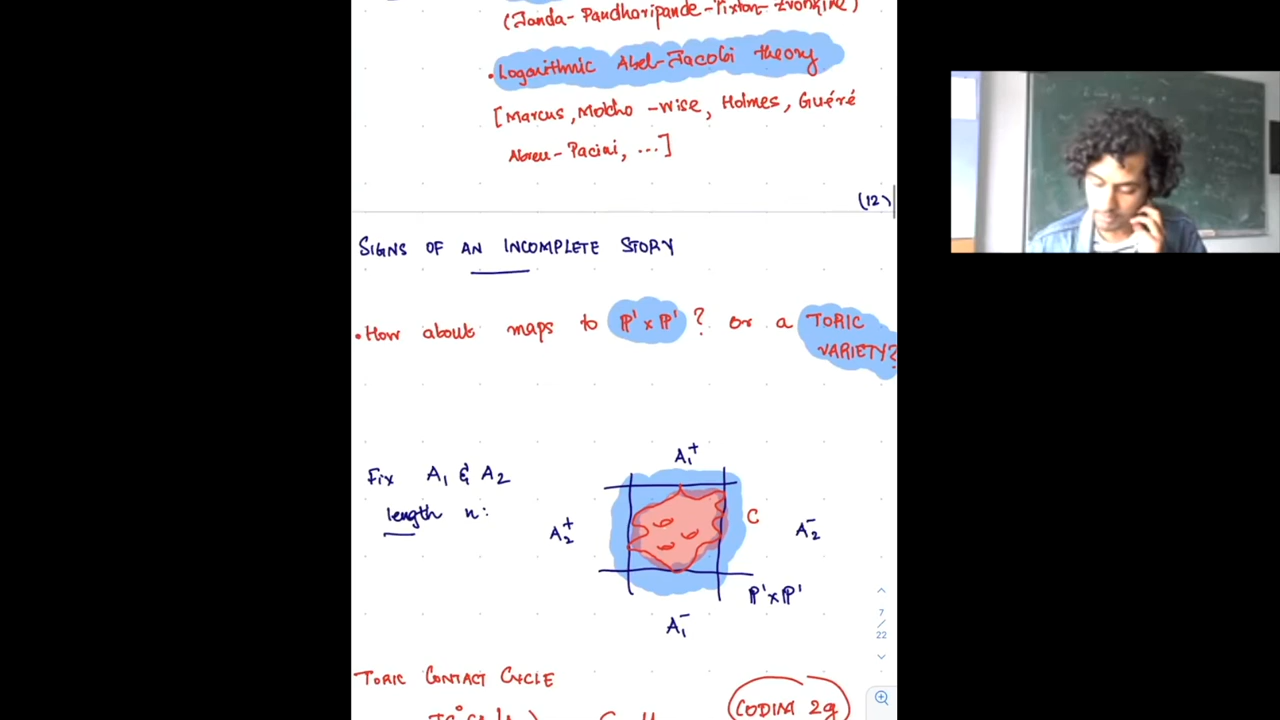 (Janda- Pandharipande-Pixton- Zvonkine)
• Logarithmic Abel-Jacobi theory
[Marcus, Molcho -Wise, Holmes, Guéré
Abreu- Pacini, ...]
(12)
SIGNS OF AN INCOMPLETE STORY
• How about maps to ℙ¹ x ℙ¹ ? or a TORIC
VARIETY?
A₁⁺
Fix A₁ & A₂
length n:
A₂⁺
C
A₂⁻
ℙ¹ x ℙ¹
A₁⁻
7
/
22
TORIC CONTACT CYCLE
CODIM 2g